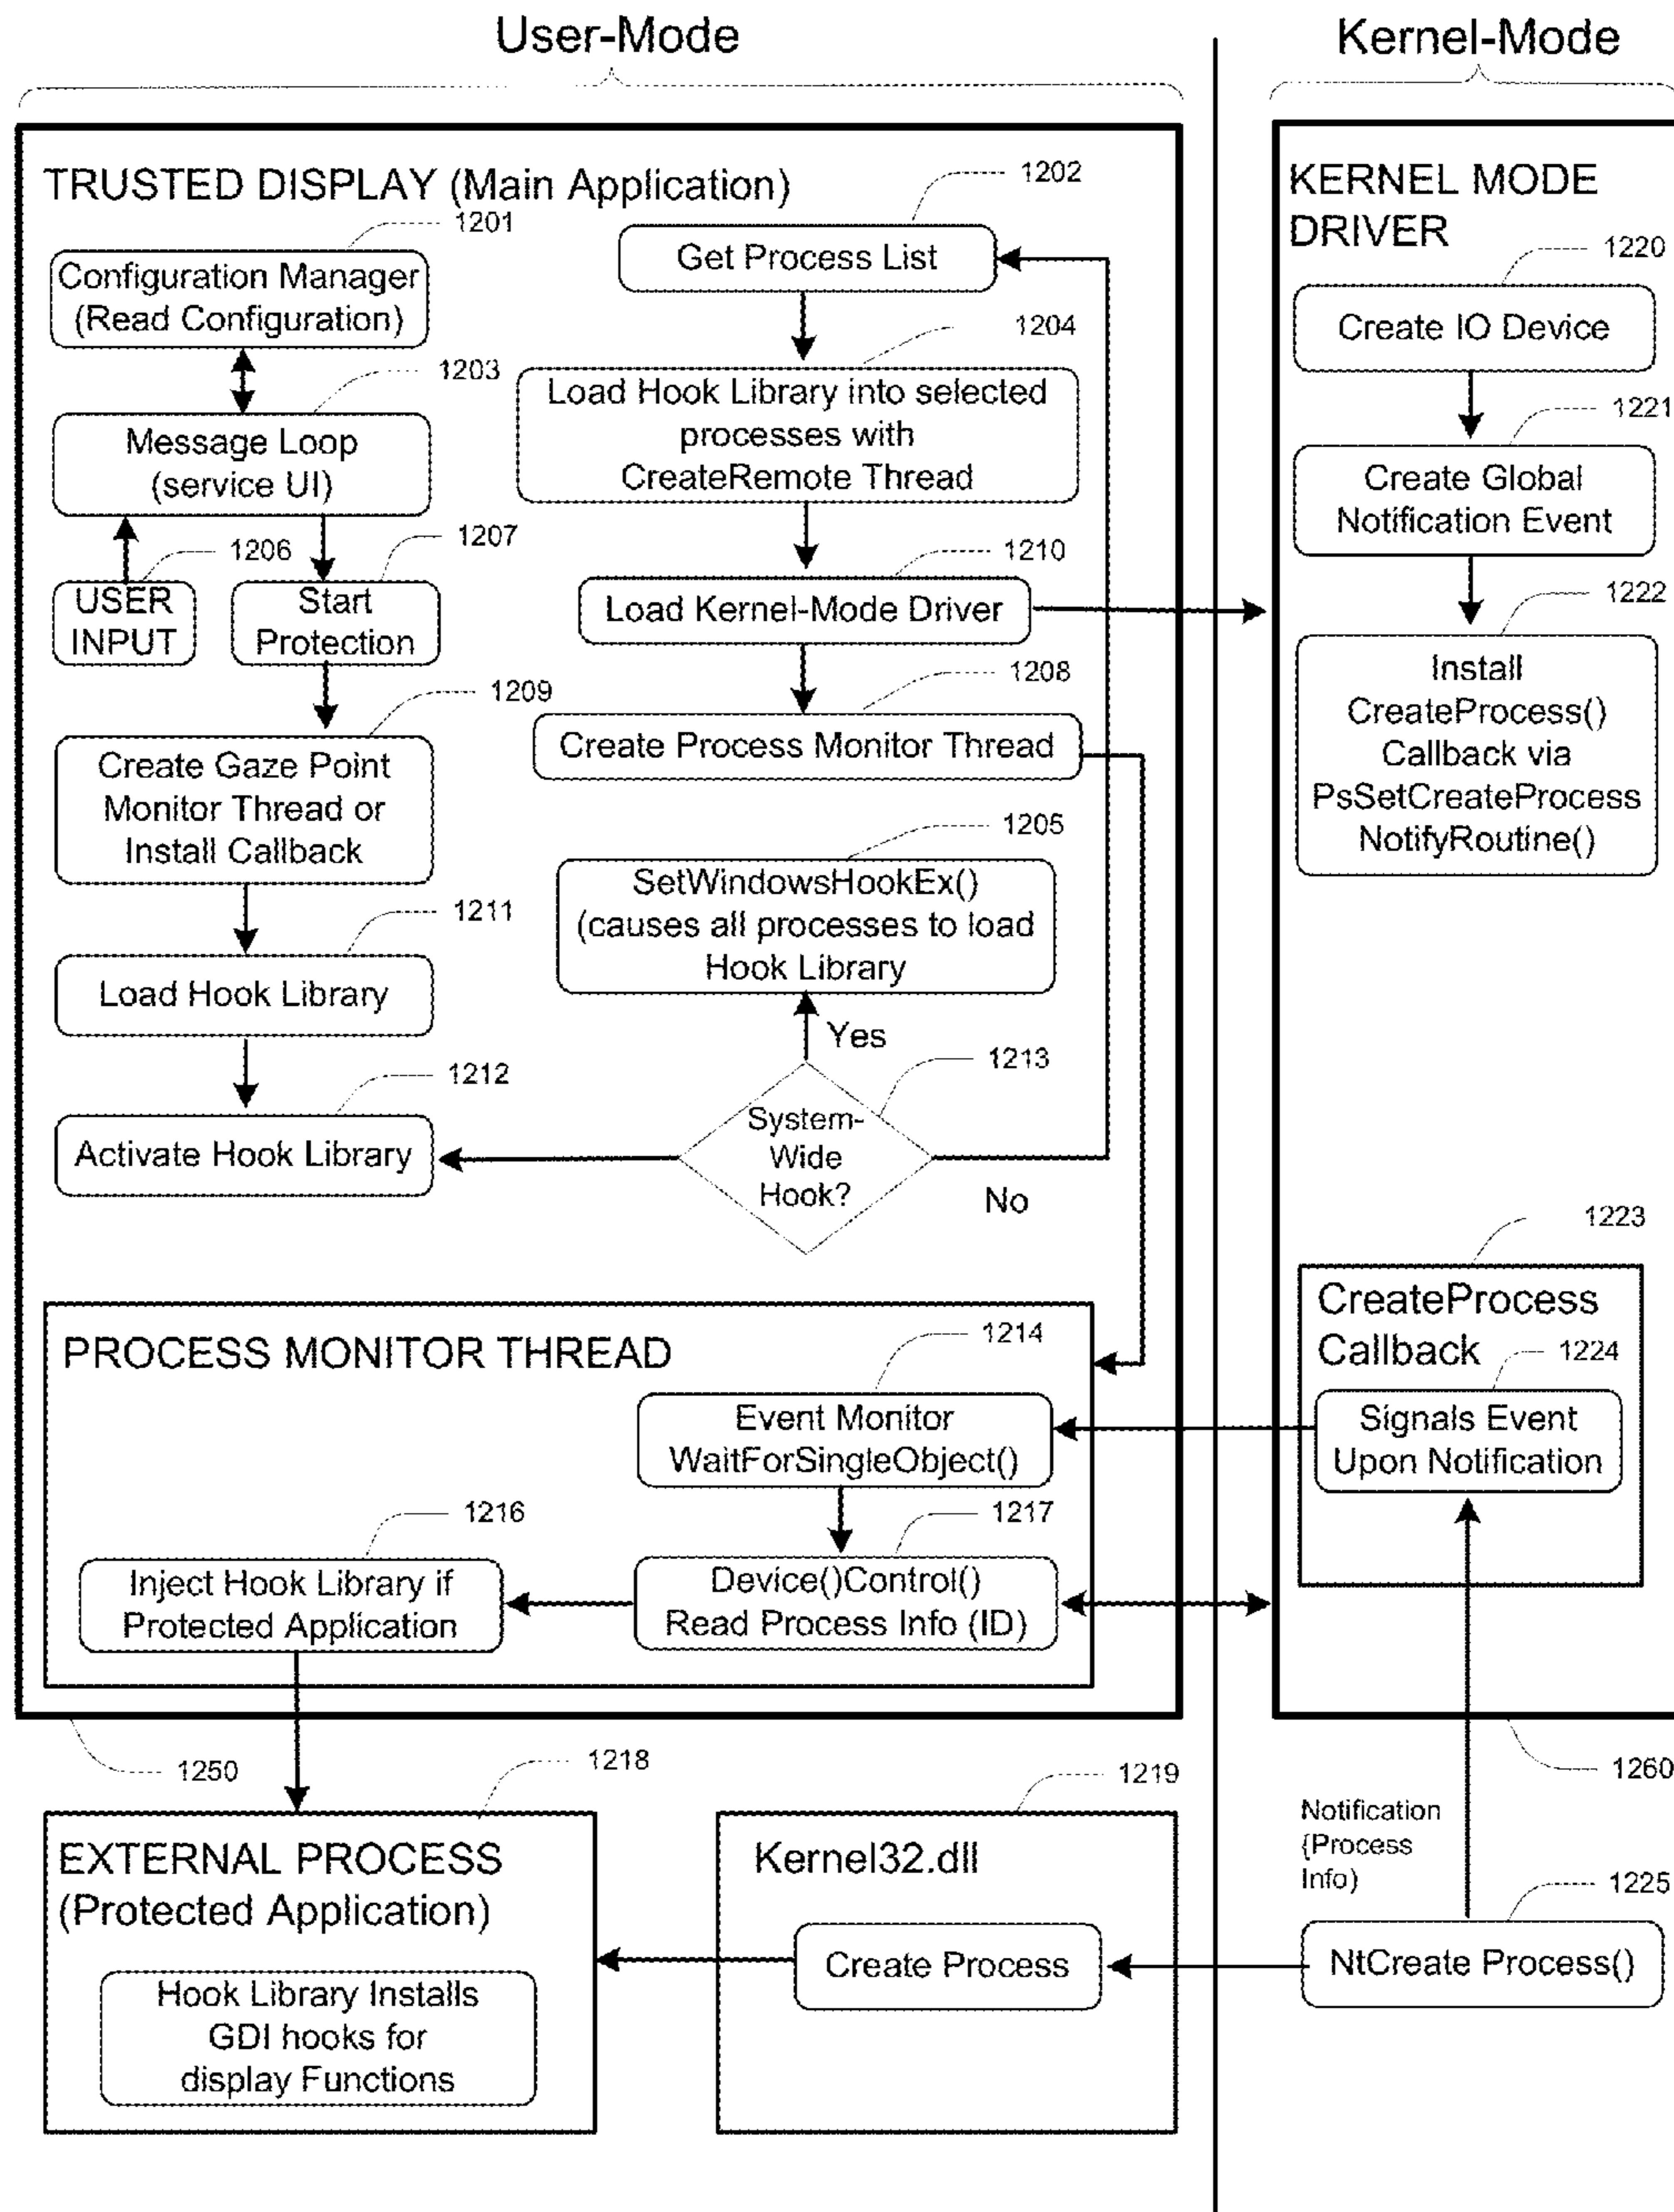 User-Mode
Kernel-Mode
TRUSTED DISPLAY (Main Application)
1201
Configuration Manager
(Read Configuration)
1203
Message Loop
(service UI)
1206
USER
INPUT
1207
Start
Protection
1209
Create Gaze Point
Monitor Thread or
Install Callback
1211
Load Hook Library
1212
Activate Hook Library
1202
Get Process List
1204
Load Hook Library into selected
processes with
CreateRemote Thread
1210
Load Kernel-Mode Driver
1208
Create Process Monitor Thread
1205
SetWindowsHookEx()
(causes all processes to load
Hook Library
Yes
1213
System-
Wide
Hook?
No
PROCESS MONITOR THREAD
1214
Event Monitor
WaitForSingleObject()
1216
Inject Hook Library if
Protected Application
1217
Device()Control()
Read Process Info (ID)
1250
KERNEL MODE
DRIVER
1220
Create IO Device
1221
Create Global
Notification Event
1222
Install
CreateProcess()
Callback via
PsSetCreateProcess
NotifyRoutine()
1223
CreateProcess
Callback
1224
Signals Event
Upon Notification
1260
1218
EXTERNAL PROCESS
(Protected Application)
Hook Library Installs
GDI hooks for
display Functions
1219
Kernel32.dll
Create Process
Notification
{Process
Info)
1225
NtCreate Process()